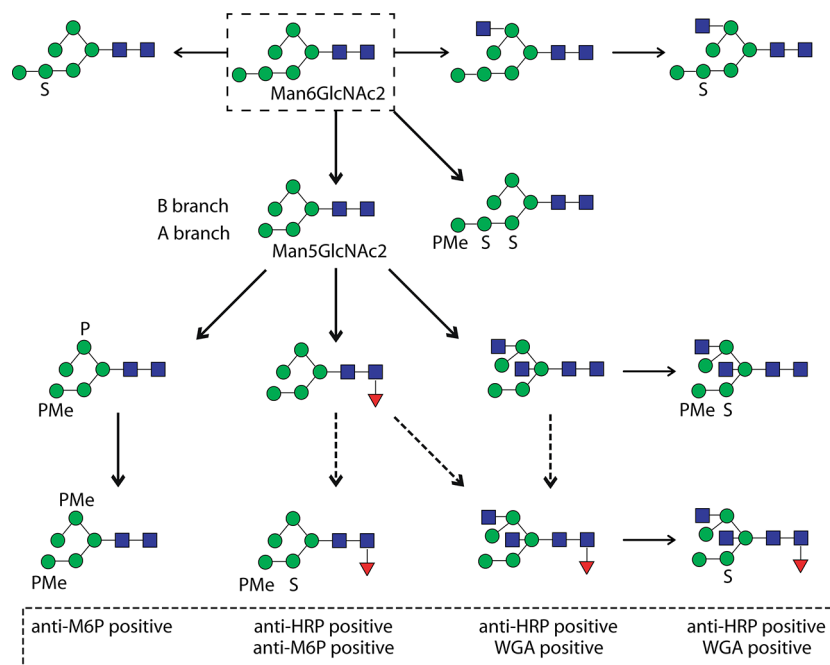 S
Man6GlcNAc2
S
B branch
A branch
Man5GlcNAc2
PMe S S
P
PMe
PMe S
PMe
PMe
PMe S
S
anti-M6P positive
anti-HRP positive
anti-M6P positive
anti-HRP positive
WGA positive
anti-HRP positive
WGA positive